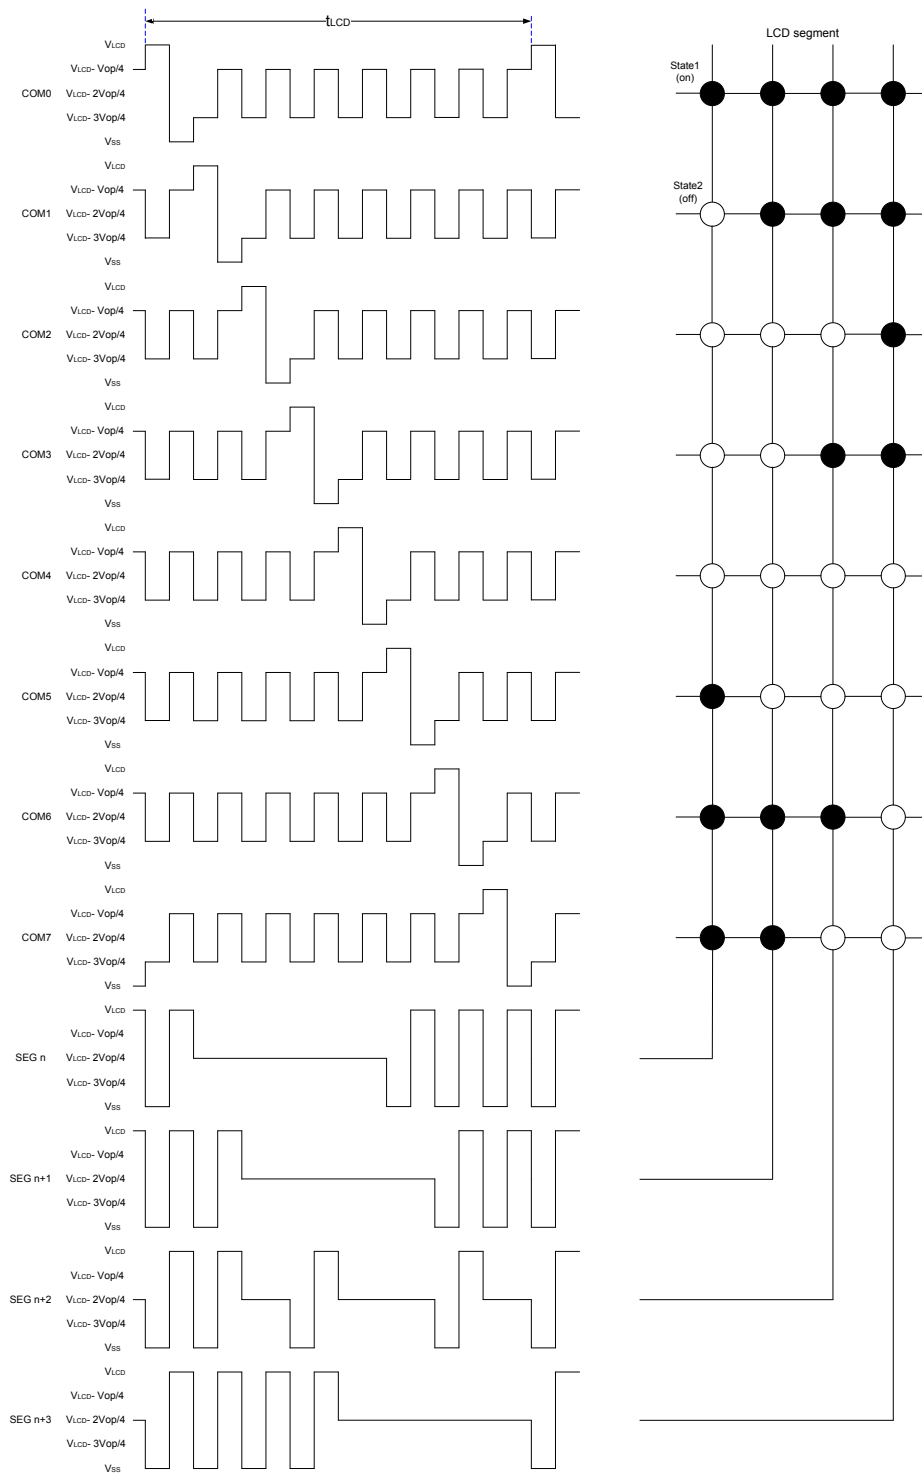 tLCD
LCD segment
VLCD
State1
(on)
VLCD- Vop/4
COM0 VLCD- 2Vop/4
VLCD- 3Vop/4
VSS
VLCD
State2
(off)
VLCD- Vop/4
COM1 VLCD- 2Vop/4
VLCD- 3Vop/4
VSS
VLCD
VLCD- Vop/4
COM2 VLCD- 2Vop/4
VLCD- 3Vop/4
VSS
VLCD
VLCD- Vop/4
COM3 VLCD- 2Vop/4
VLCD- 3Vop/4
VSS
VLCD
VLCD- Vop/4
COM4 VLCD- 2Vop/4
VLCD- 3Vop/4
VSS
VLCD
VLCD- Vop/4
COM5 VLCD- 2Vop/4
VLCD- 3Vop/4
VSS
VLCD
VLCD- Vop/4
COM6 VLCD- 2Vop/4
VLCD- 3Vop/4
VSS
VLCD
VLCD- Vop/4
COM7 VLCD- 2Vop/4
VLCD- 3Vop/4
VSS
VLCD
VLCD- Vop/4
SEG n VLCD- 2Vop/4
VLCD- 3Vop/4
VSS
VLCD
VLCD- Vop/4
SEG n+1 VLCD- 2Vop/4
VLCD- 3Vop/4
VSS
VLCD
VLCD- Vop/4
SEG n+2 VLCD- 2Vop/4
VLCD- 3Vop/4
VSS
VLCD
VLCD- Vop/4
SEG n+3 VLCD- 2Vop/4
VLCD- 3Vop/4
VSS